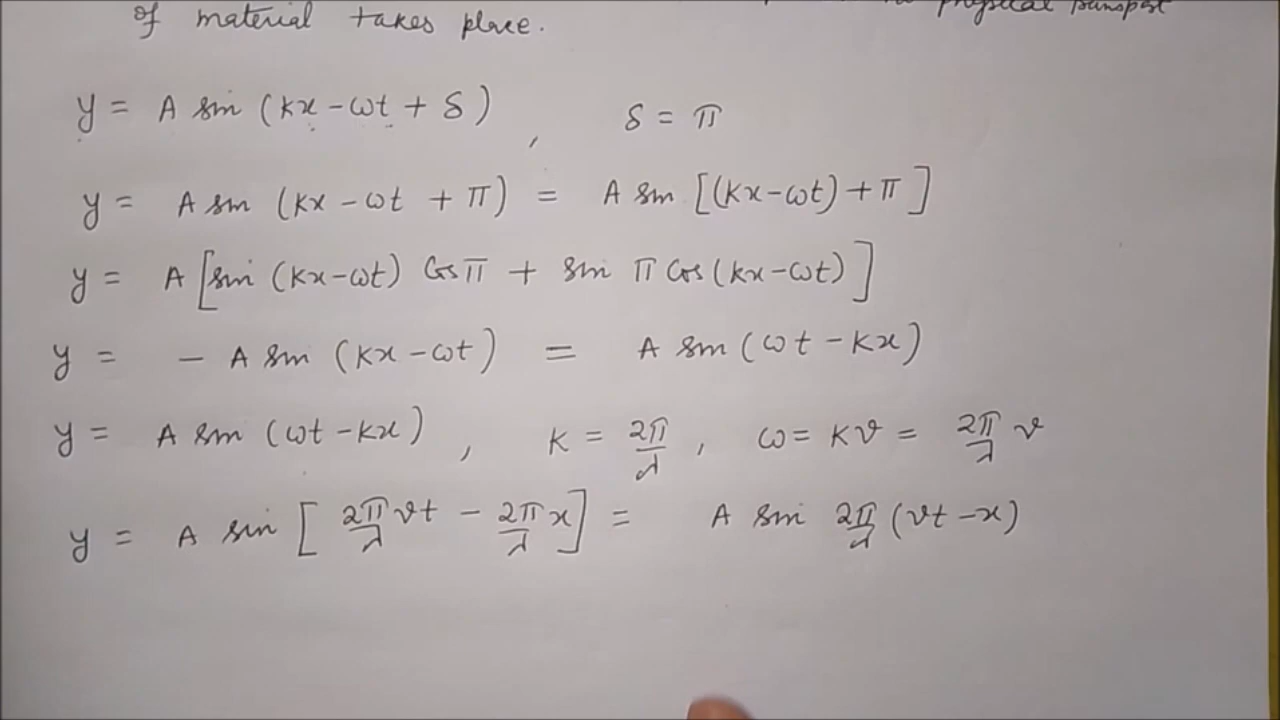 physical transport
of material takes place.
y = A sin (kx - ωt + δ) , δ = π
y = A sin (kx - ωt + π) = A sin [(kx-ωt) + π]
y = A [sin (kx-ωt) Cos π + sin π Cos (kx-ωt)]
y = - A sin (kx - ωt) = A sin (ωt - kx)
y = A sin (ωt - kx) , k = 2π/λ , ω = kv = 2π/λ v
y = A sin [ 2π/λ vt - 2π/λ x ] = A sin 2π/λ (vt - x)